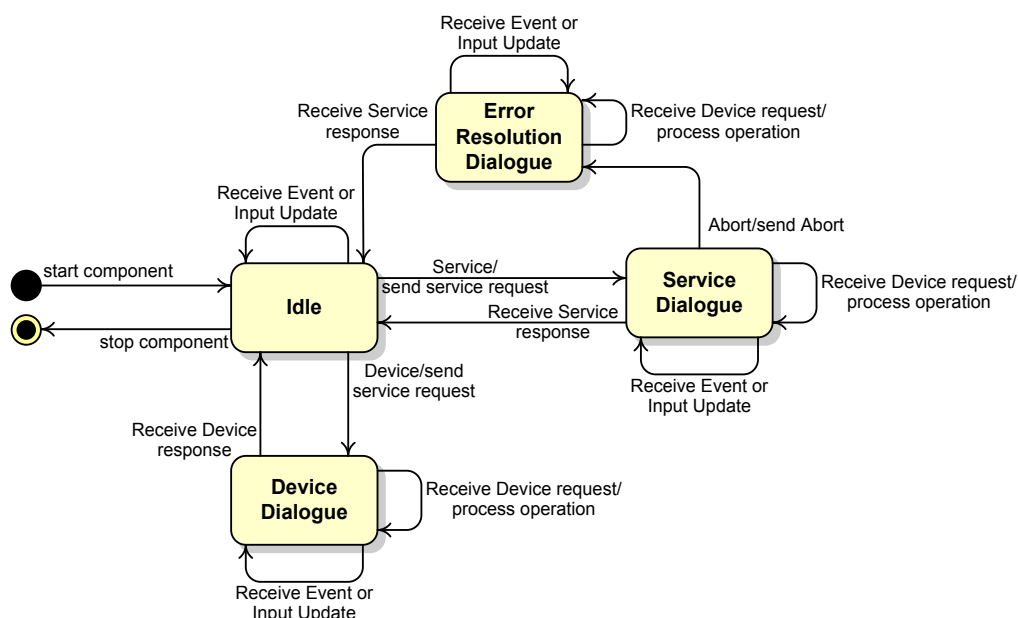 Receive Event or
Input Update
Receive Service
response
Error
Resolution
Dialogue
Receive Device request/
process operation
Receive Event or
Input Update
Abort/send Abort
start component
Idle
Service/
send service request
Service
Dialogue
Receive Device request/
process operation
Receive Service
response
stop component
Device/send
service request
Receive Event or
Input Update
Receive Device
response
Device
Dialogue
Receive Device request/
process operation
Receive Event or
Input Update